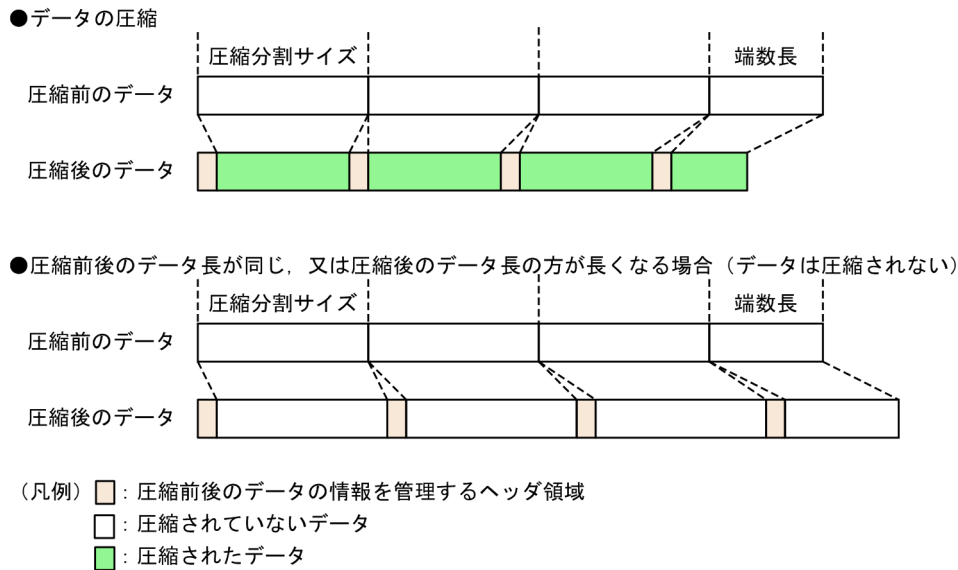 ●データの圧縮
圧縮分割サイズ 端数長
圧縮前のデータ
圧縮後のデータ
●圧縮前後のデータ長が同じ，又は圧縮後のデータ長の方が長くなる場合（データは圧縮されない）
圧縮分割サイズ 端数長
圧縮前のデータ
圧縮後のデータ
（凡例） ：圧縮前後のデータの情報を管理するヘッダ領域
：圧縮されていないデータ
：圧縮されたデータ